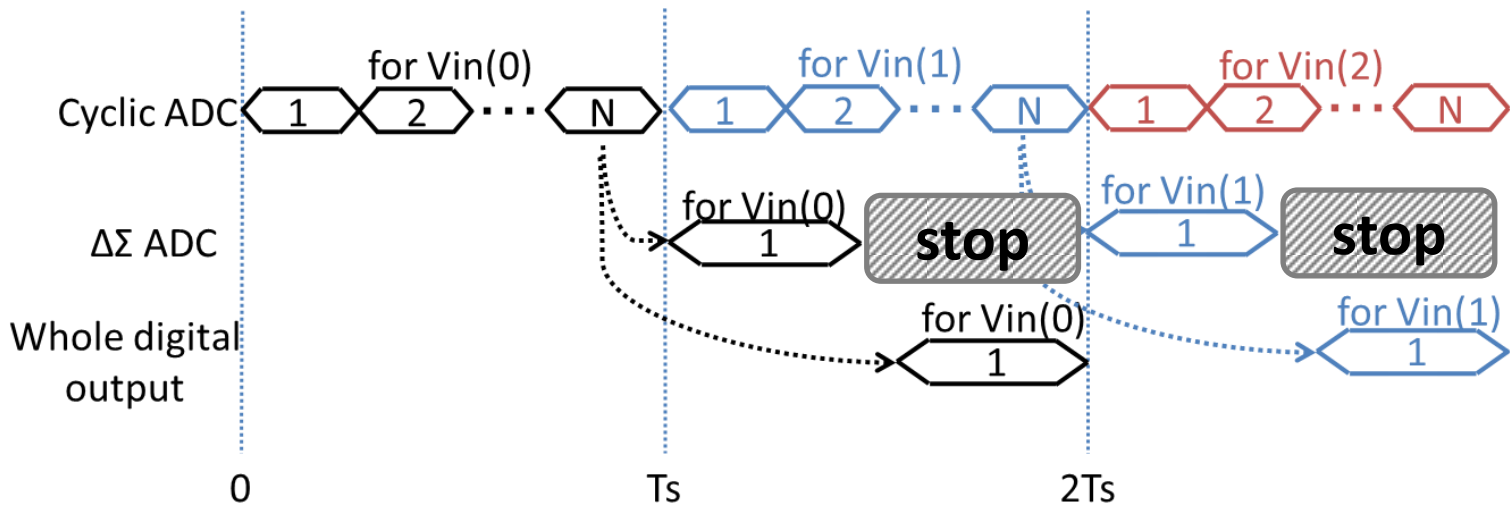 for Vin(0) for Vin(1) for Vin(2)
Cyclic ADC 1 2 ... N 1 2 ... N 1 2 ... N
for Vin(0) for Vin(1)
ΔΣ ADC 1 stop 1 stop
for Vin(0) for Vin(1)
Whole digital
output 1 1
0 Ts 2Ts